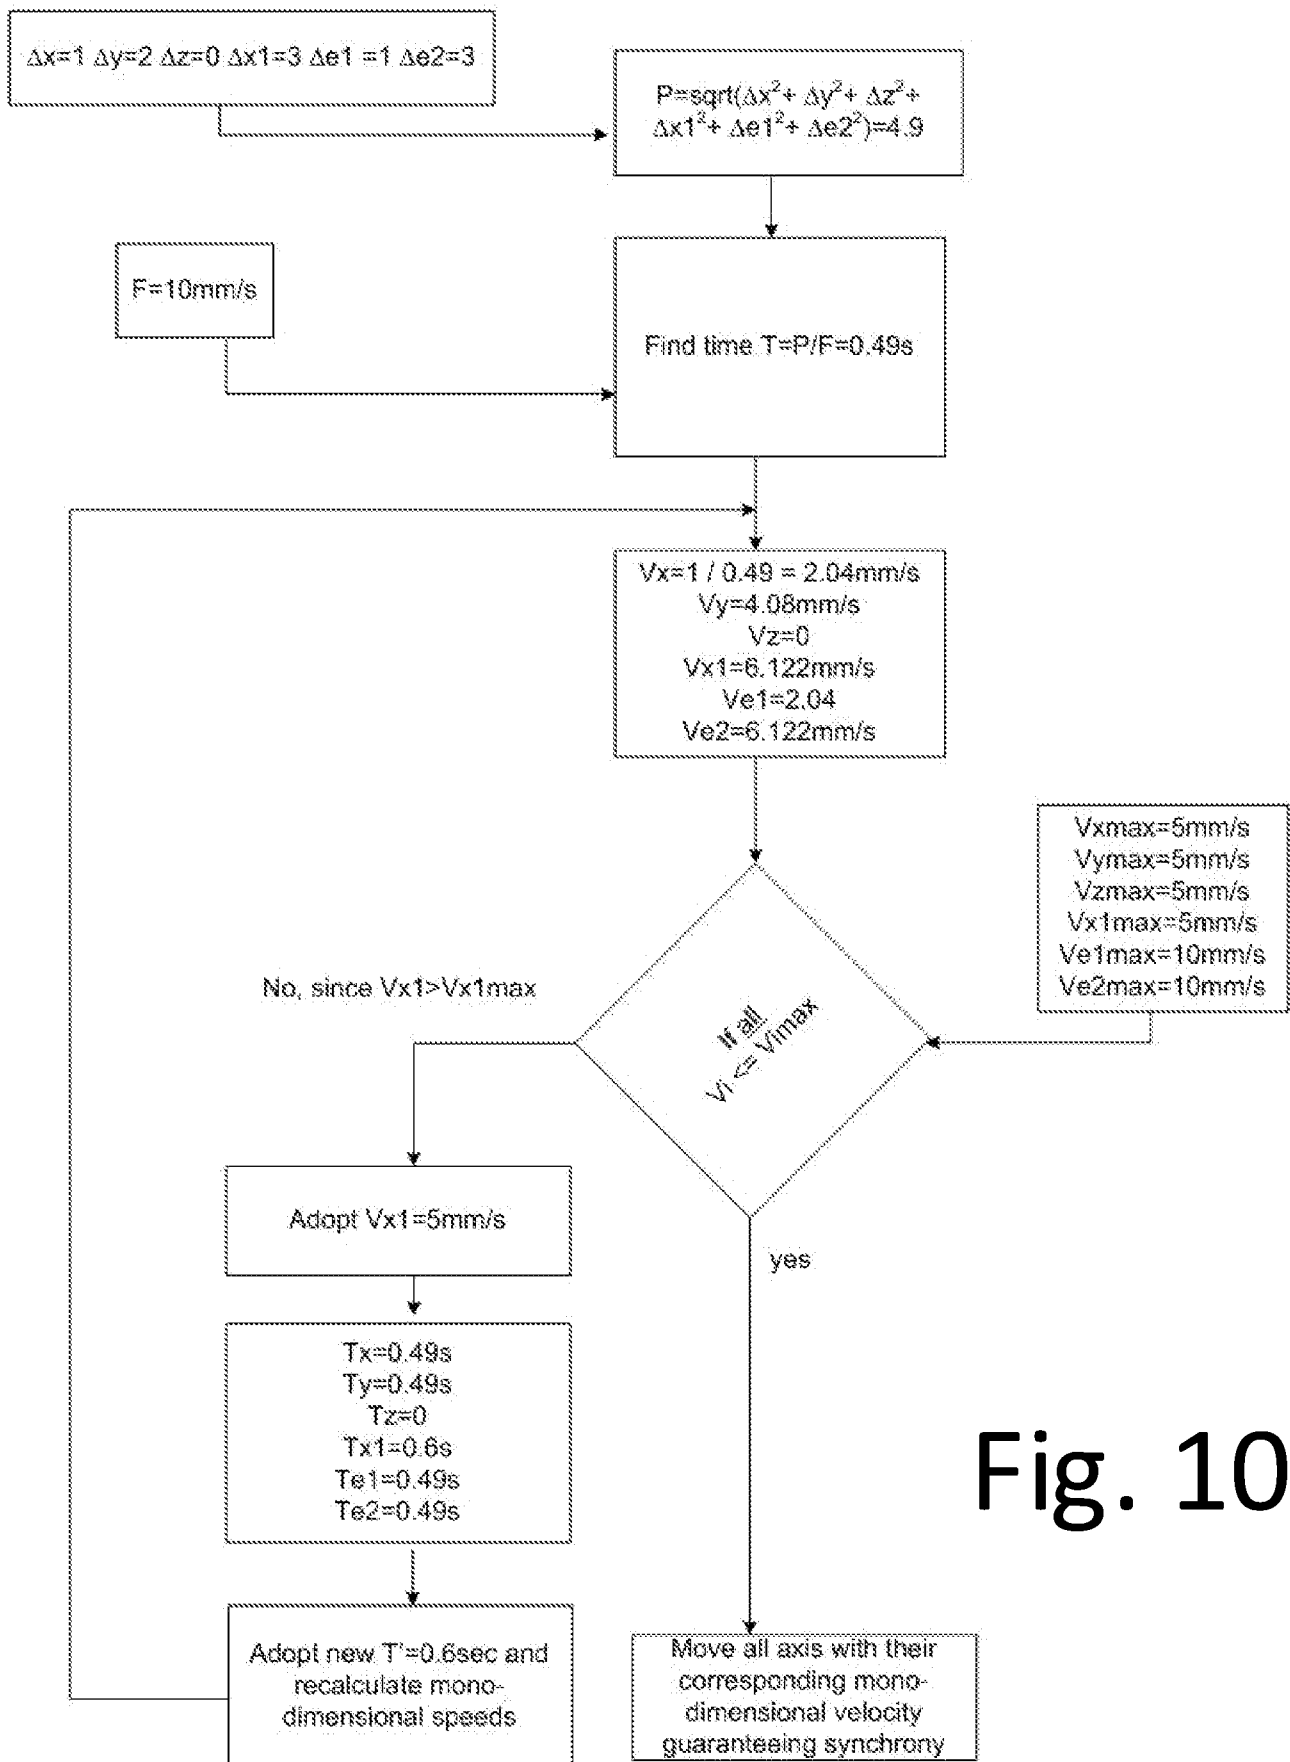 Δx=1 Δy=2 Δz=0 Δx1=3 Δe1 =1 Δe2=3
P=sqrt(Δx²+ Δy²+ Δz²+
Δx1²+ Δe1²+ Δe2²)=4.9
F=10mm/s
Find time T=P/F=0.49s
Vx=1 / 0.49 = 2.04mm/s
Vy=4.08mm/s
Vz=0
Vx1=6.122mm/s
Ve1=2.04
Ve2=6.122mm/s
Vxmax=5mm/s
Vymax=5mm/s
Vzmax=5mm/s
Vx1max=5mm/s
Ve1max=10mm/s
Ve2max=10mm/s
No, since Vx1>Vx1max
If all
Vi <= Vimax
Adopt Vx1=5mm/s
yes
Tx=0.49s
Ty=0.49s
Tz=0
Tx1=0.6s
Te1=0.49s
Te2=0.49s
Fig. 10
Adopt new T'=0.6sec and
recalculate mono-
dimensional speeds
Move all axis with their
corresponding mono-
dimensional velocity
guaranteeing synchrony